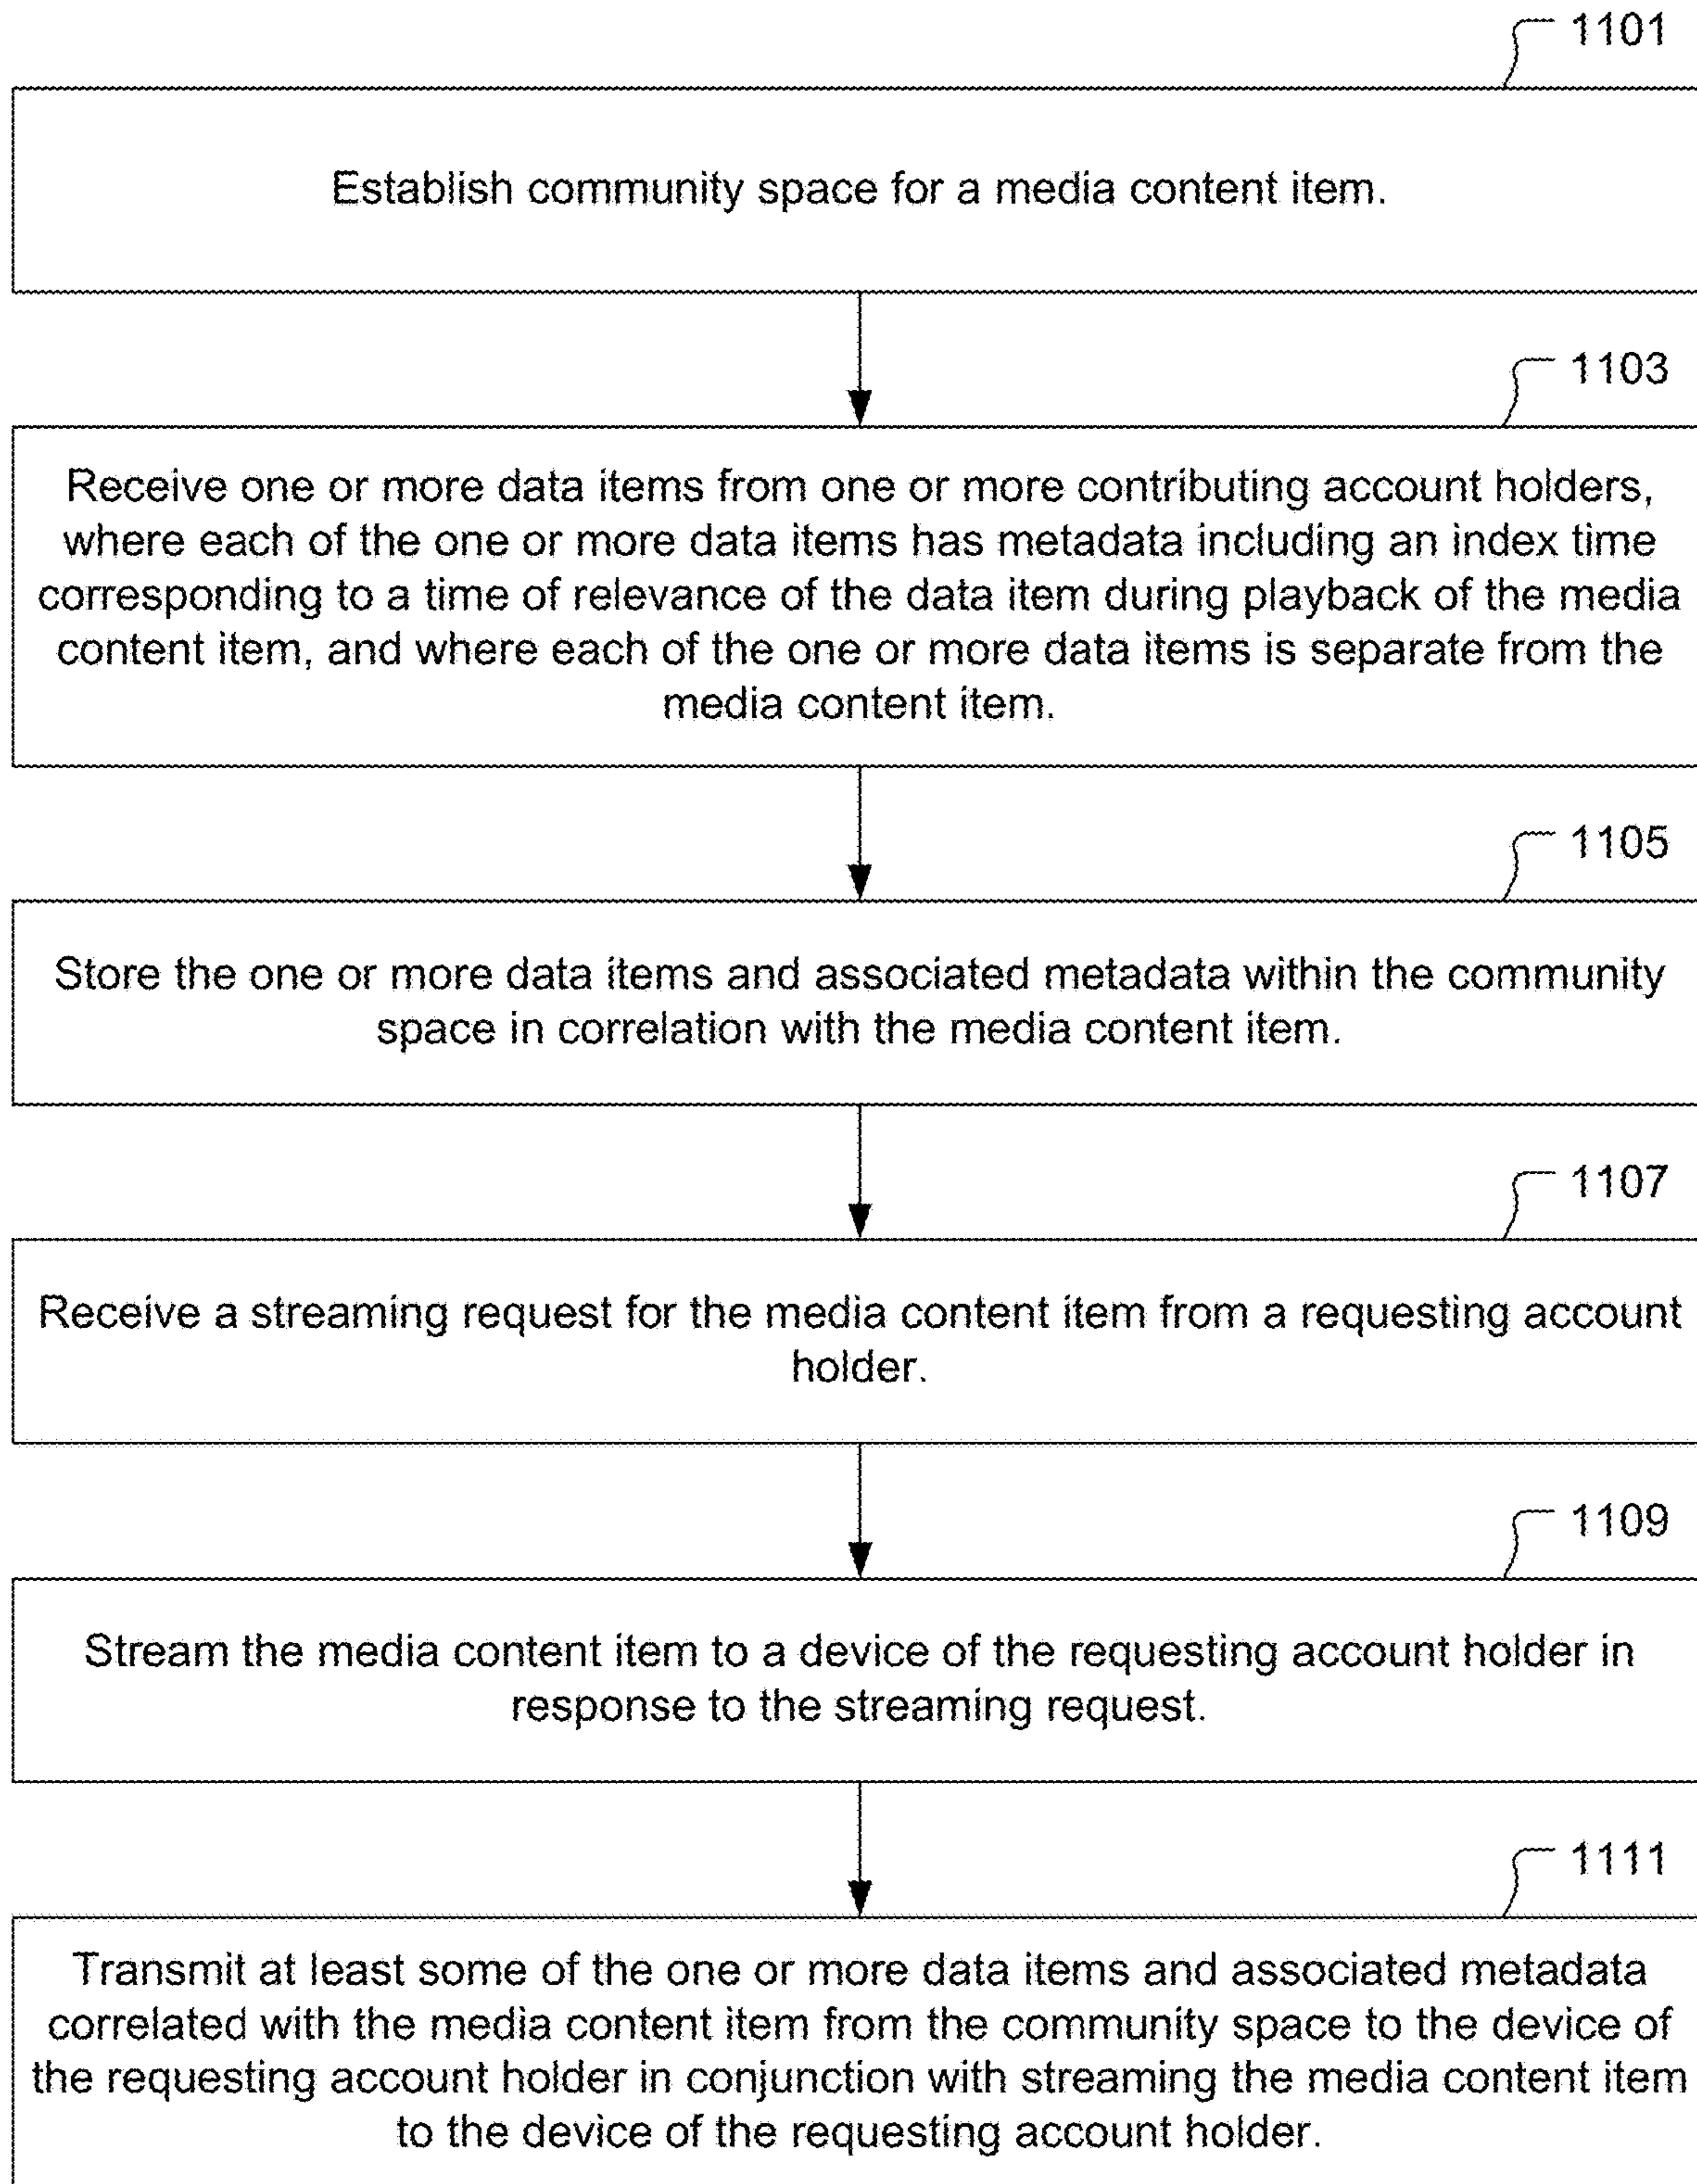 1101
Establish community space for a media content item.
1103
Receive one or more data items from one or more contributing account holders,
where each of the one or more data items has metadata including an index time
corresponding to a time of relevance of the data item during playback of the media
content item, and where each of the one or more data items is separate from the
media content item.
1105
Store the one or more data items and associated metadata within the community
space in correlation with the media content item.
1107
Receive a streaming request for the media content item from a requesting account
holder.
1109
Stream the media content item to a device of the requesting account holder in
response to the streaming request.
1111
Transmit at least some of the one or more data items and associated metadata
correlated with the media content item from the community space to the device of
the requesting account holder in conjunction with streaming the media content item
to the device of the requesting account holder.